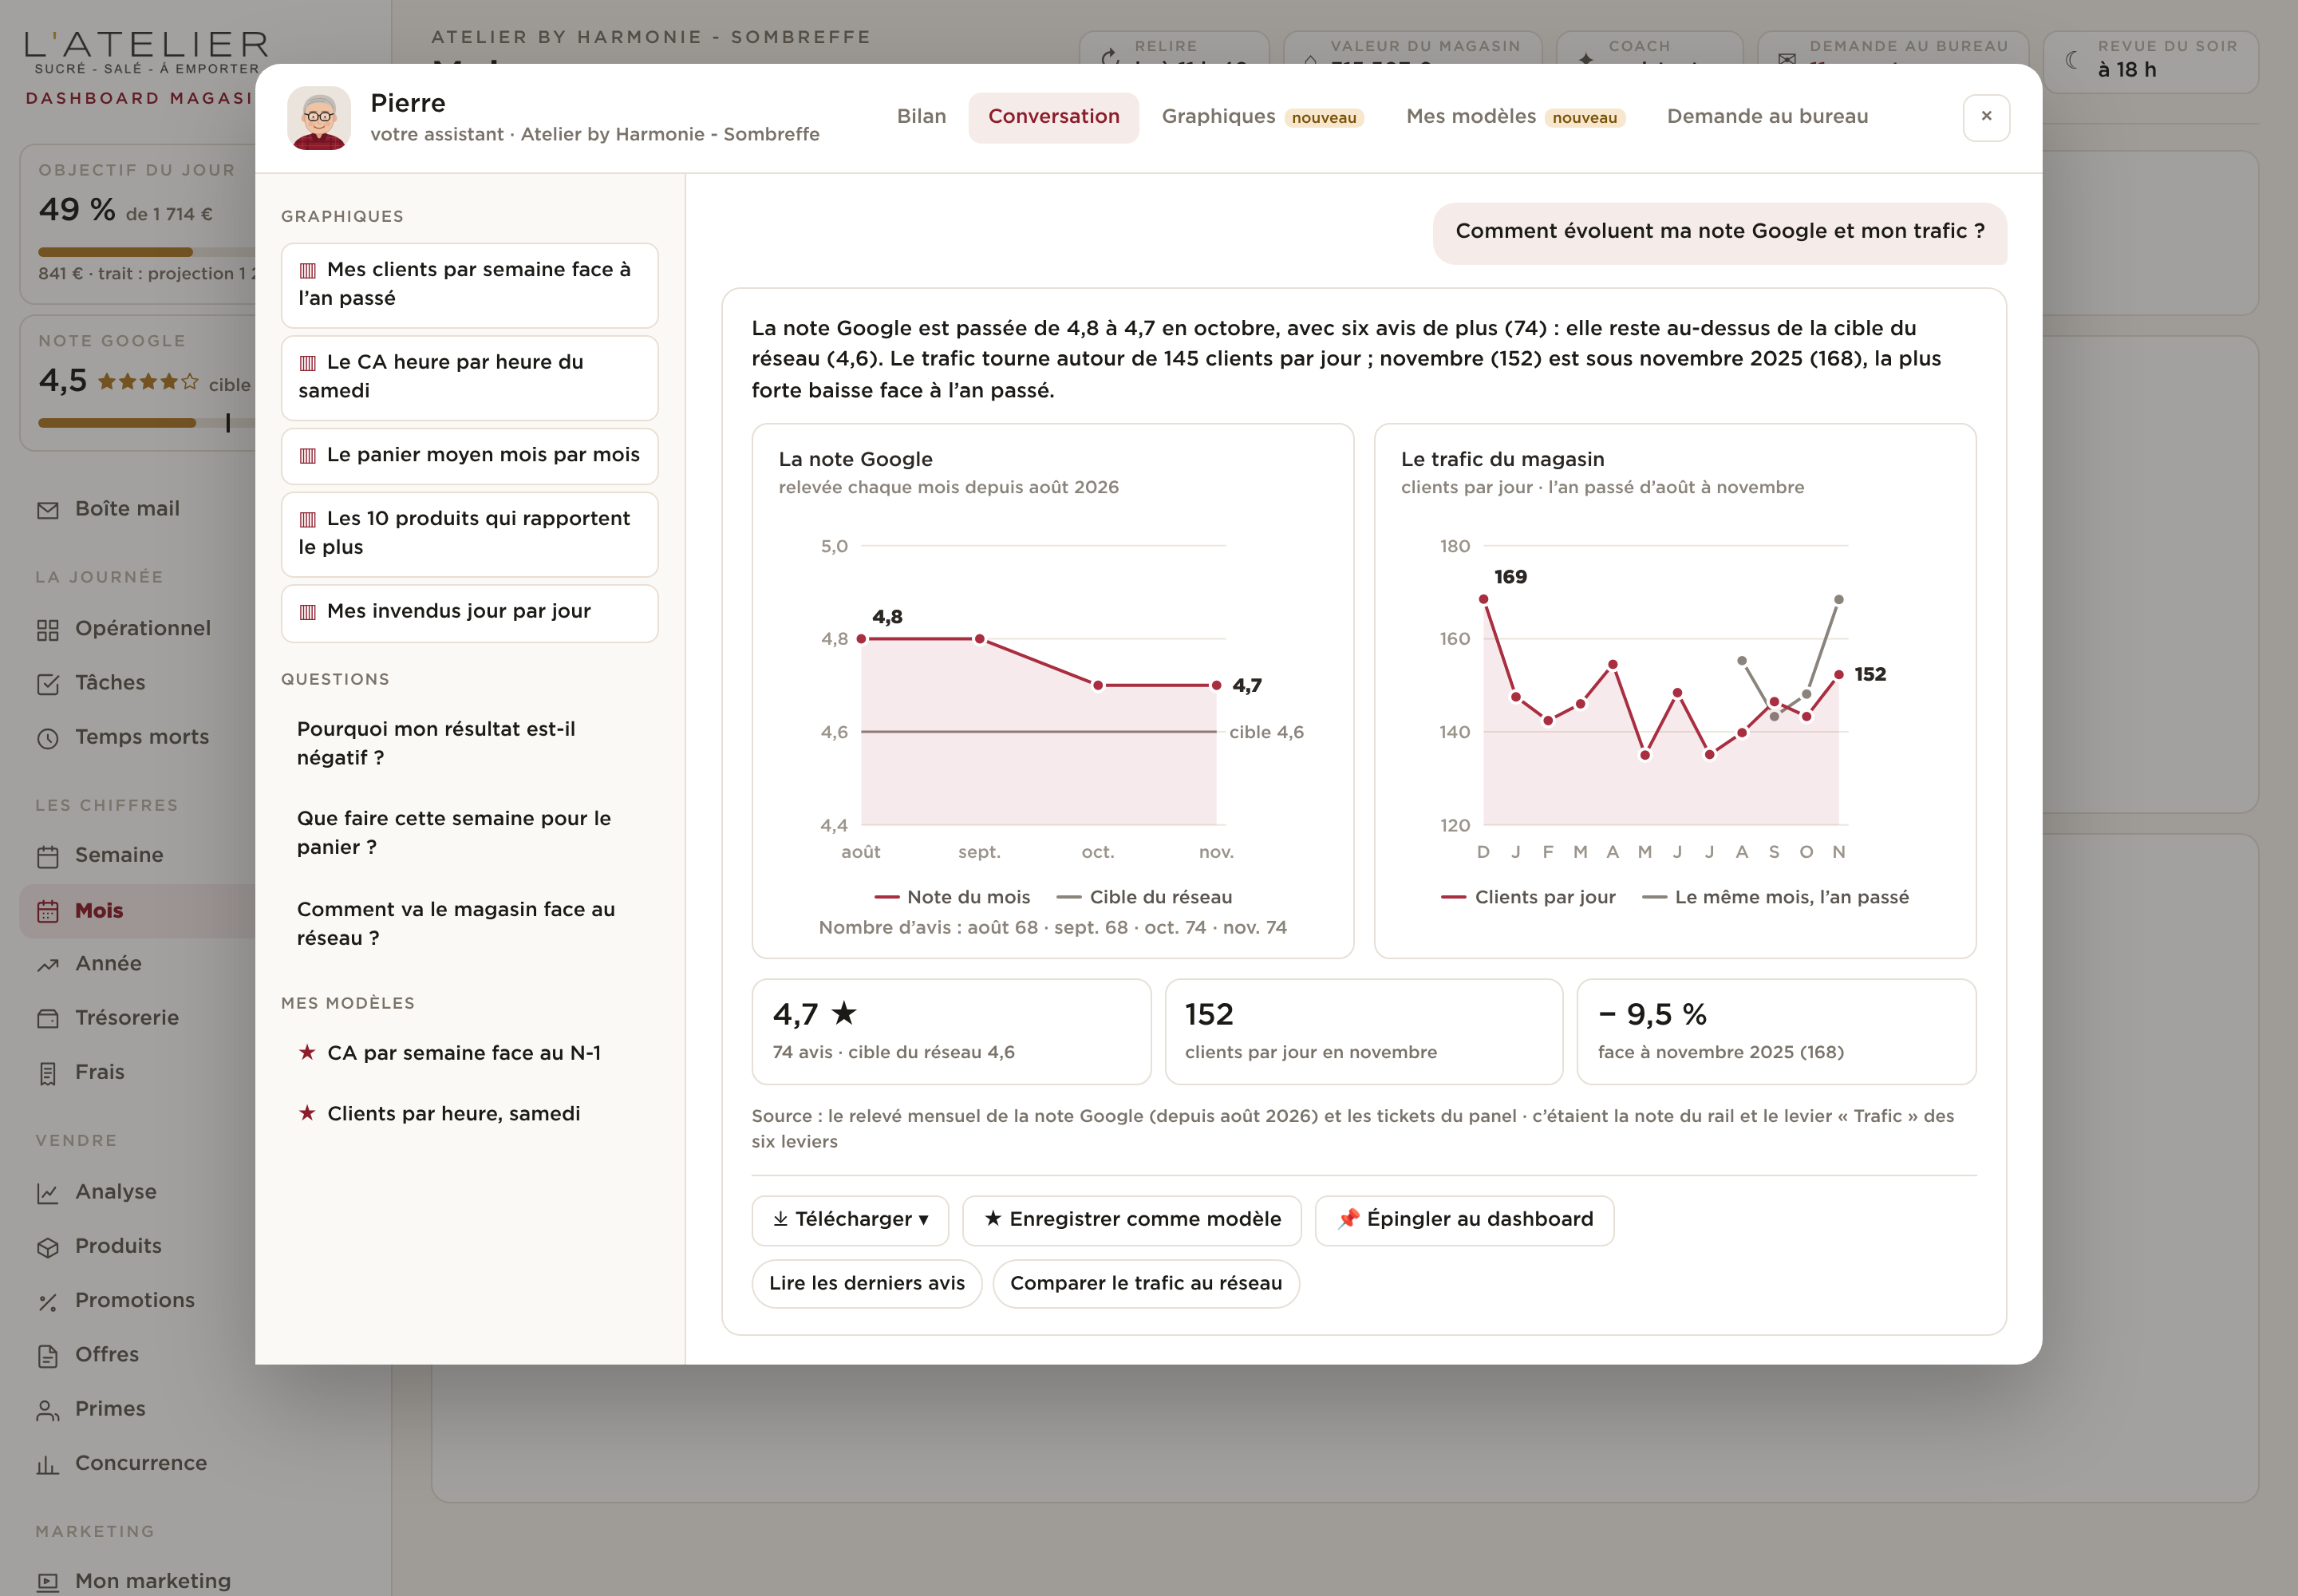 L'ATELIER
SUCRÉ - SALÉ - Á EMPORTER
DASHBOARD MAGASI
ATELIER BY HARMONIE - SOMBREFFE
RELIRE
VALEUR DU MAGASIN
COACH
DEMANDE AU BUREAU
REVUE DU SOIR
à 18 h
OBJECTIF DU JOUR
49 % de 1 714 €
841 € · trait : projection 1
NOTE GOOGLE
4,5 ★★★★☆ cible
Boîte mail
LA JOURNÉE
Opérationnel
Tâches
Temps morts
LES CHIFFRES
Semaine
Mois
Année
Trésorerie
Frais
VENDRE
Analyse
Produits
Promotions
Offres
Primes
Concurrence
MARKETING
Mon marketing
Pierre
votre assistant · Atelier by Harmonie - Sombreffe
Bilan
Conversation
Graphiques nouveau
Mes modèles nouveau
Demande au bureau
×
GRAPHIQUES
Mes clients par semaine face à
l’an passé
Le CA heure par heure du
samedi
Le panier moyen mois par mois
Les 10 produits qui rapportent
le plus
Mes invendus jour par jour
QUESTIONS
Pourquoi mon résultat est-il
négatif ?
Que faire cette semaine pour le
panier ?
Comment va le magasin face au
réseau ?
MES MODÈLES
★ CA par semaine face au N-1
★ Clients par heure, samedi
Comment évoluent ma note Google et mon trafic ?
La note Google est passée de 4,8 à 4,7 en octobre, avec six avis de plus (74) : elle reste au-dessus de la cible du
réseau (4,6). Le trafic tourne autour de 145 clients par jour ; novembre (152) est sous novembre 2025 (168), la plus
forte baisse face à l’an passé.
La note Google
relevée chaque mois depuis août 2026
5,0
4,8
4,8
4,7
4,6
cible 4,6
4,4
août sept. oct. nov.
Note du mois Cible du réseau
Nombre d’avis : août 68 · sept. 68 · oct. 74 · nov. 74
Le trafic du magasin
clients par jour · l’an passé d’août à novembre
180
169
160
152
140
120
D J F M A M J J A S O N
Clients par jour Le même mois, l’an passé
4,7 ★
74 avis · cible du réseau 4,6
152
clients par jour en novembre
− 9,5 %
face à novembre 2025 (168)
Source : le relevé mensuel de la note Google (depuis août 2026) et les tickets du panel · c’étaient la note du rail et le levier « Trafic » des
six leviers
Télécharger ▾
★ Enregistrer comme modèle
📌 Épingler au dashboard
Lire les derniers avis
Comparer le trafic au réseau